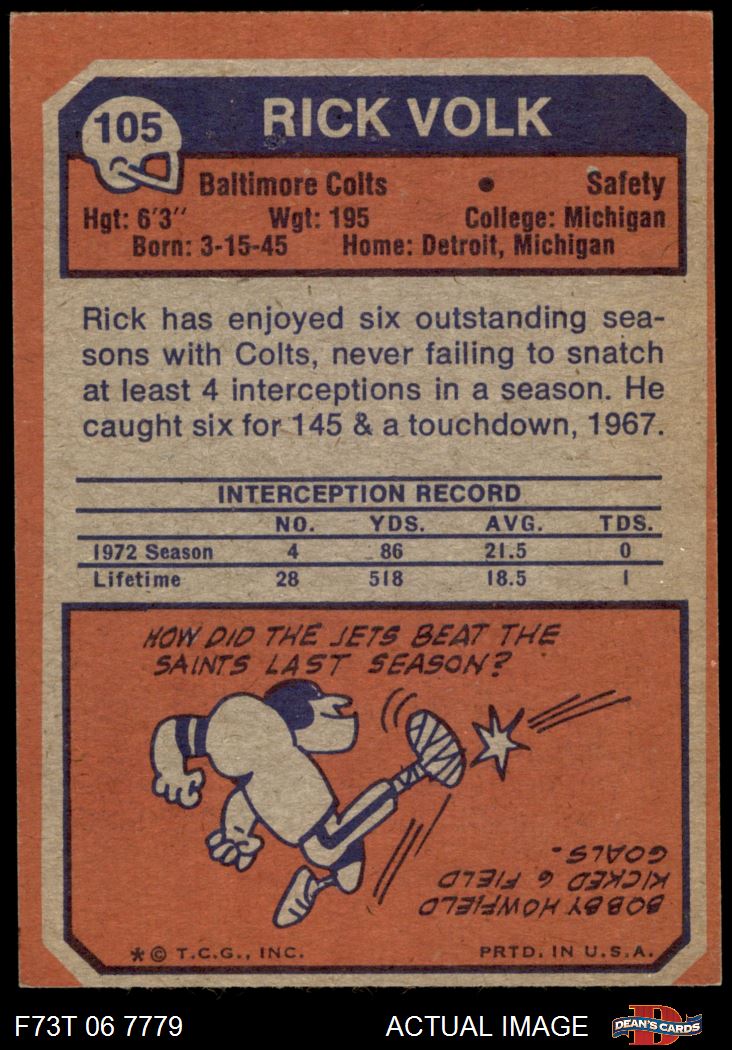 105
RICK VOLK
Baltimore Colts • Safety
Hgt: 6'3" Wgt: 195 College: Michigan
Born: 3-15-45 Home: Detroit, Michigan
Rick has enjoyed six outstanding sea-
sons with Colts, never failing to snatch
at least 4 interceptions in a season. He
caught six for 145 & a touchdown, 1967.
INTERCEPTION RECORD
NO. YDS. AVG. TDS.
1972 Season 4 86 21.5 0
Lifetime 28 518 18.5 1
HOW DID THE JETS BEAT THE
SAINTS LAST SEASON?
BOBBY HOWFIELD
KICKED 6 FIELD
GOALS.
* © T.C.G., INC. PRTD. IN U.S.A.
F73T 06 7779 ACTUAL IMAGE
D
DEAN'S CARDS